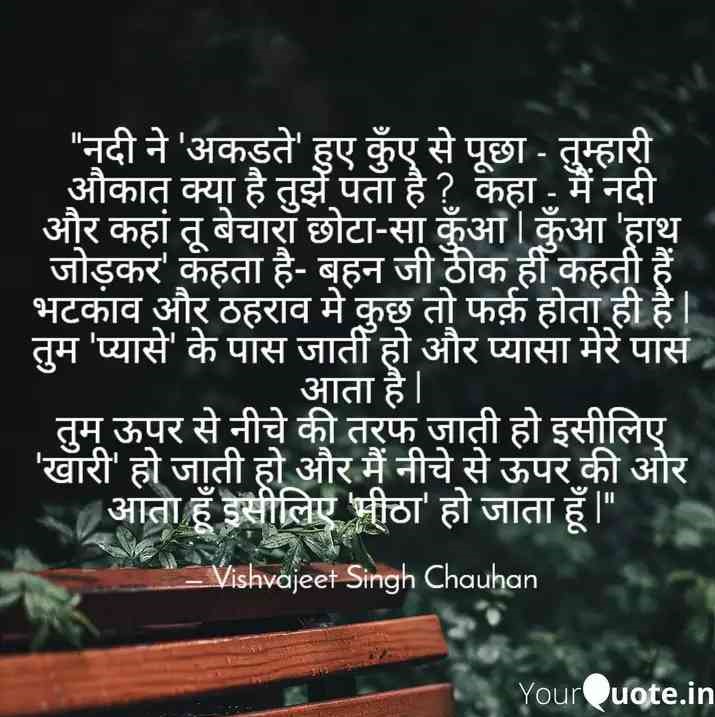 "नदी ने 'अकडते' हुए कुँए से पूछा - तुम्हारी
औकात क्या है तुझे पता है ? कहा - मैं नदी
और कहां तू बेचारा छोटा-सा कुँआ | कुँआ 'हाथ
जोड़कर' कहता है- बहन जी ठीक ही कहती हैं
भटकाव और ठहराव मे कुछ तो फर्क़ होता ही है |
तुम 'प्यासे' के पास जाती हो और प्यासा मेरे पास
आता है |
तुम ऊपर से नीचे की तरफ जाती हो इसीलिए
'खारी' हो जाती हो और मैं नीचे से ऊपर की ओर
आता हूँ इसीलिए 'मीठा' हो जाता हूँ |"
– Vishvajeet Singh Chauhan
YourQuote.in